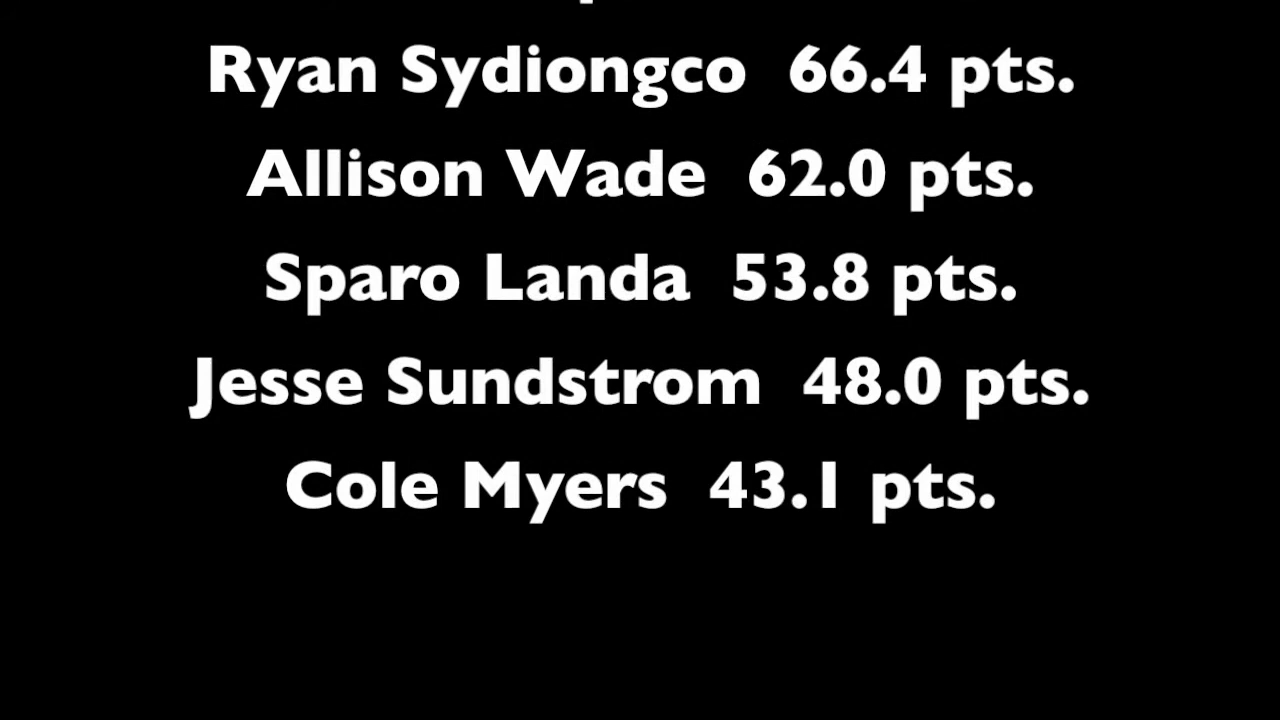 Ryan Sydiongco 66.4 pts.
Allison Wade 62.0 pts.
Sparo Landa 53.8 pts.
Jesse Sundstrom 48.0 pts.
Cole Myers 43.1 pts.